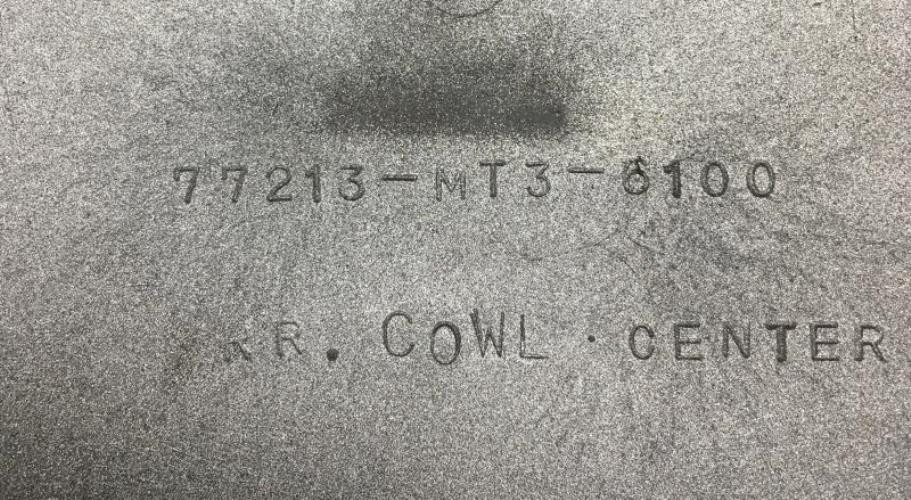 77213-MT3-6100
RR. COWL · CENTER